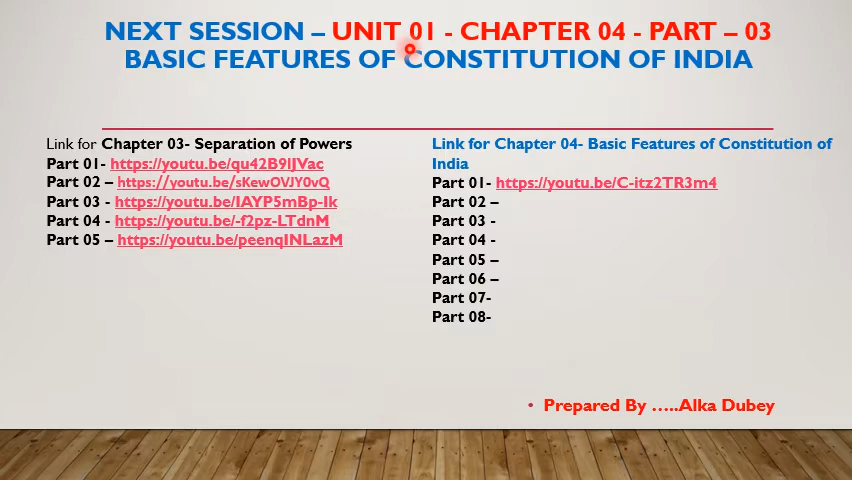 NEXT SESSION – UNIT 01 - CHAPTER 04 - PART – 03
BASIC FEATURES OF CONSTITUTION OF INDIA
Link for Chapter 03- Separation of Powers
Part 01- https://youtu.be/qu42B9lJVac
Part 02 – https://youtu.be/sKewOVJY0vQ
Part 03 - https://youtu.be/IAYP5mBp-Ik
Part 04 - https://youtu.be/-f2pz-LTdnM
Part 05 – https://youtu.be/peenqINLazM
Link for Chapter 04- Basic Features of Constitution of
India
Part 01- https://youtu.be/C-itz2TR3m4
Part 02 –
Part 03 -
Part 04 -
Part 05 –
Part 06 –
Part 07-
Part 08-
• Prepared By …..Alka Dubey